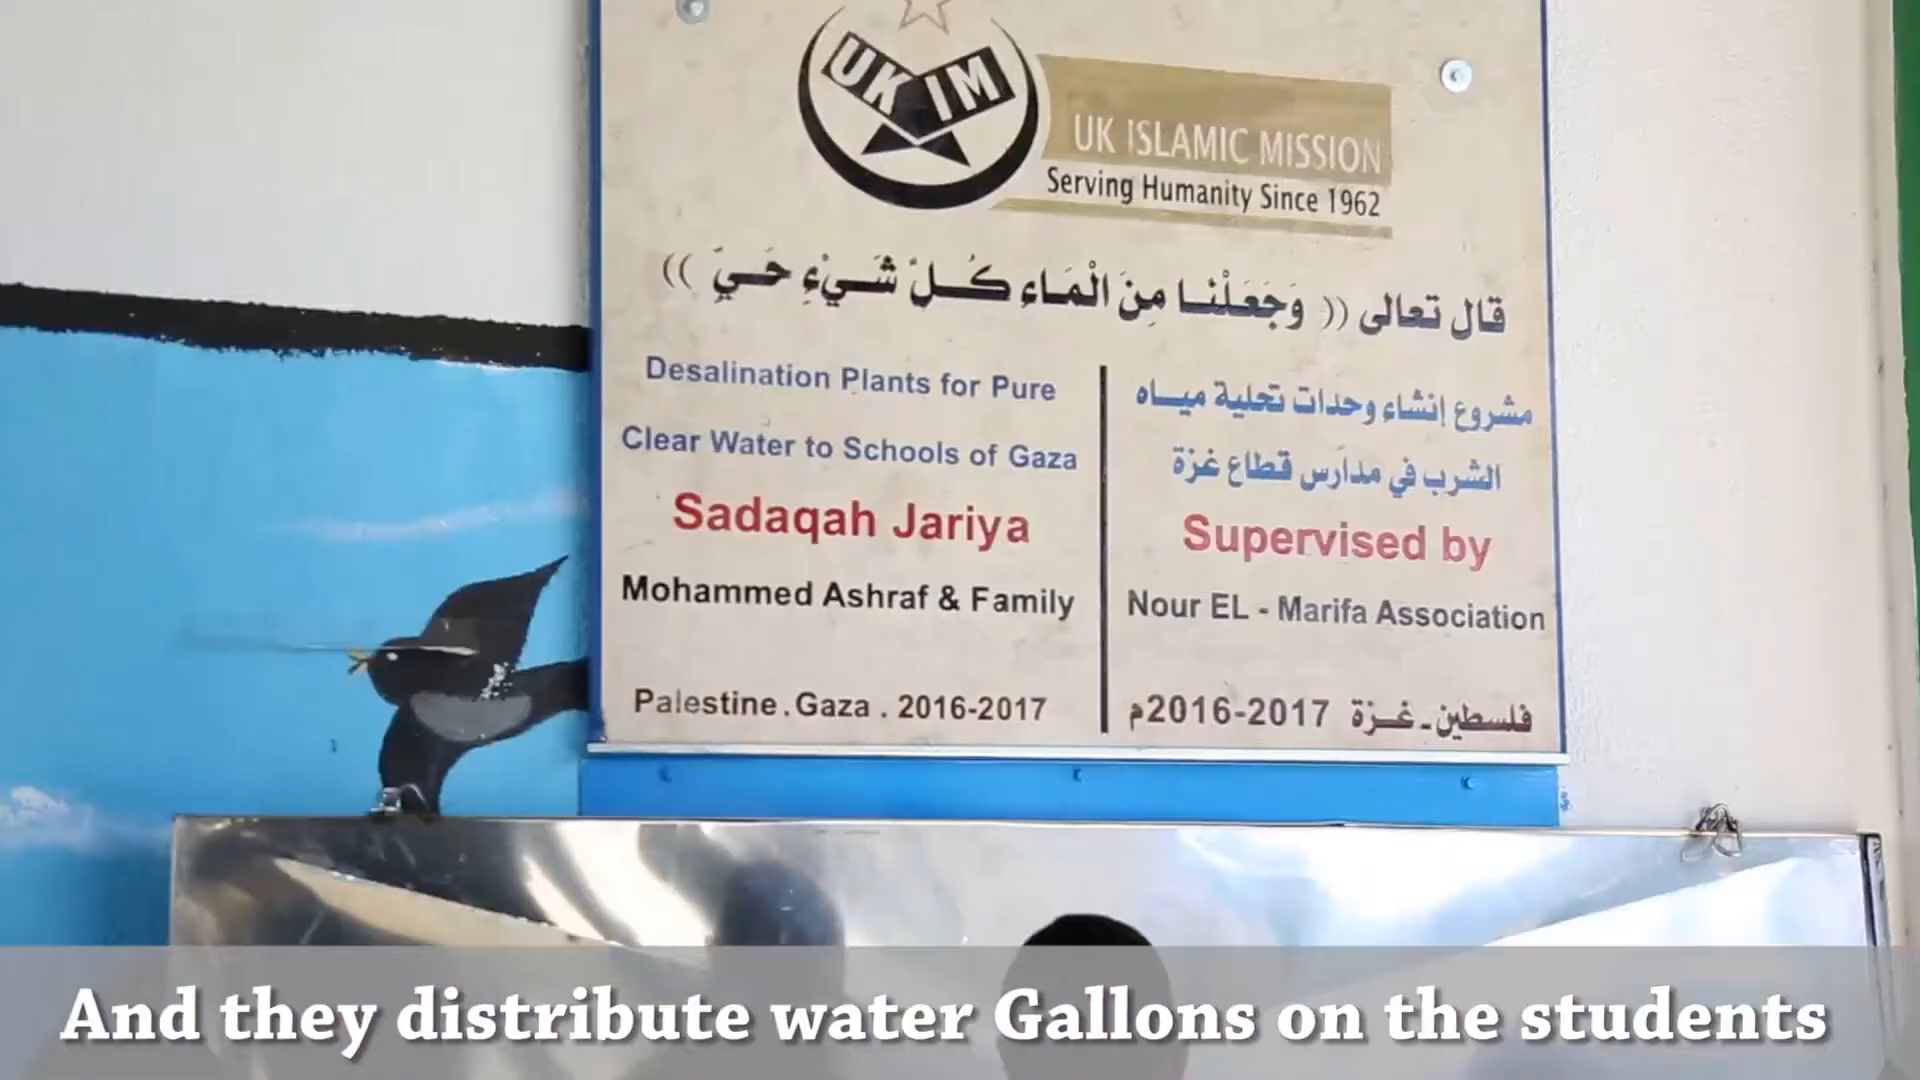 UKIM
UK ISLAMIC MISSION
Serving Humanity Since 1962
قال تعالى (( وَجَعَلْنَا مِنَ الْمَاءِ كُلَّ شَيْءٍ حَيٍّ ))
Desalination Plants for Pure
Clear Water to Schools of Gaza
Sadaqah Jariya
Mohammed Ashraf & Family
Palestine . Gaza . 2016-2017
مشروع إنشاء وحدات تحلية مياه
الشرب في مدارس قطاع غزة
Supervised by
Nour EL - Marifa Association
فلسطين - غزة 2016-2017م
And they distribute water Gallons on the students